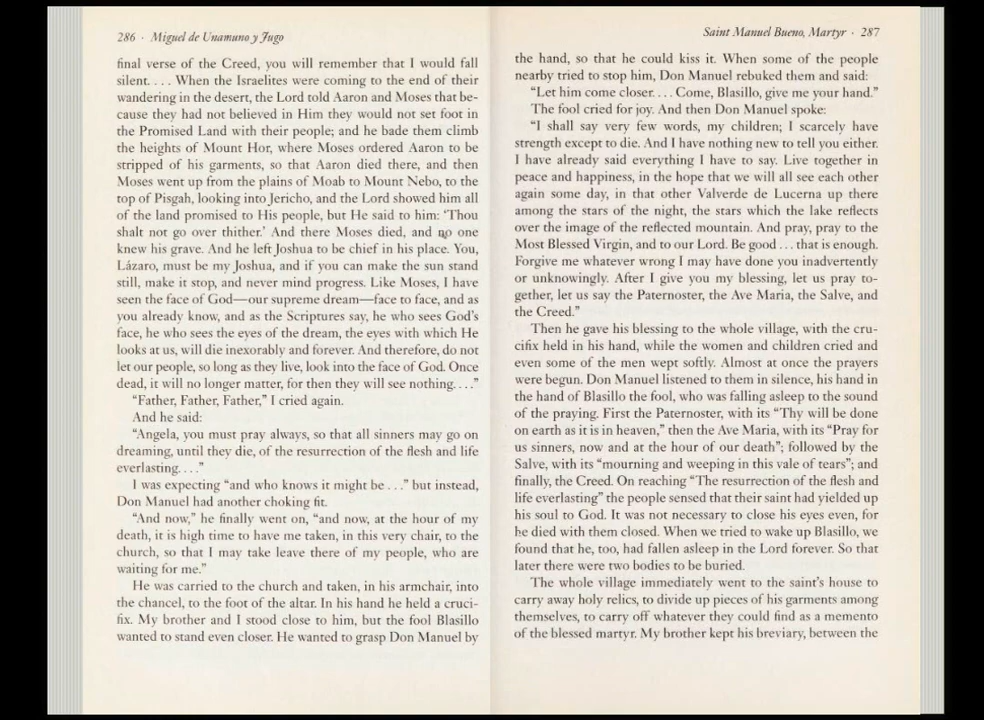 286 · Miguel de Unamuno y Jugo
final verse of the Creed, you will remember that I would fall
silent. . . . When the Israelites were coming to the end of their
wandering in the desert, the Lord told Aaron and Moses that be-
cause they had not believed in Him they would not set foot in
the Promised Land with their people; and he bade them climb
the heights of Mount Hor, where Moses ordered Aaron to be
stripped of his garments, so that Aaron died there, and then
Moses went up from the plains of Moab to Mount Nebo, to the
top of Pisgah, looking into Jericho, and the Lord showed him all
of the land promised to His people, but He said to him: ‘Thou
shalt not go over thither.’ And there Moses died, and no one
knew his grave. And he left Joshua to be chief in his place. You,
Lázaro, must be my Joshua, and if you can make the sun stand
still, make it stop, and never mind progress. Like Moses, I have
seen the face of God—our supreme dream—face to face, and as
you already know, and as the Scriptures say, he who sees God’s
face, he who sees the eyes of the dream, the eyes with which He
looks at us, will die inexorably and forever. And therefore, do not
let our people, so long as they live, look into the face of God. Once
dead, it will no longer matter, for then they will see nothing. . . .”
“Father, Father, Father,” I cried again.
And he said:
“Angela, you must pray always, so that all sinners may go on
dreaming, until they die, of the resurrection of the flesh and life
everlasting. . . .”
I was expecting “and who knows it might be . . .” but instead,
Don Manuel had another choking fit.
“And now,” he finally went on, “and now, at the hour of my
death, it is high time to have me taken, in this very chair, to the
church, so that I may take leave there of my people, who are
waiting for me.”
He was carried to the church and taken, in his armchair, into
the chancel, to the foot of the altar. In his hand he held a cruci-
fix. My brother and I stood close to him, but the fool Blasillo
wanted to stand even closer. He wanted to grasp Don Manuel by
Saint Manuel Bueno, Martyr · 287
the hand, so that he could kiss it. When some of the people
nearby tried to stop him, Don Manuel rebuked them and said:
“Let him come closer. . . . Come, Blasillo, give me your hand.”
The fool cried for joy. And then Don Manuel spoke:
“I shall say very few words, my children; I scarcely have
strength except to die. And I have nothing new to tell you either.
I have already said everything I have to say. Live together in
peace and happiness, in the hope that we will all see each other
again some day, in that other Valverde de Lucerna up there
among the stars of the night, the stars which the lake reflects
over the image of the reflected mountain. And pray, pray to the
Most Blessed Virgin, and to our Lord. Be good . . . that is enough.
Forgive me whatever wrong I may have done you inadvertently
or unknowingly. After I give you my blessing, let us pray to-
gether, let us say the Paternoster, the Ave Maria, the Salve, and
the Creed.”
Then he gave his blessing to the whole village, with the cru-
cifix held in his hand, while the women and children cried and
even some of the men wept softly. Almost at once the prayers
were begun. Don Manuel listened to them in silence, his hand in
the hand of Blasillo the fool, who was falling asleep to the sound
of the praying. First the Paternoster, with its “Thy will be done
on earth as it is in heaven,” then the Ave Maria, with its “Pray for
us sinners, now and at the hour of our death”; followed by the
Salve, with its “mourning and weeping in this vale of tears”; and
finally, the Creed. On reaching “The resurrection of the flesh and
life everlasting” the people sensed that their saint had yielded up
his soul to God. It was not necessary to close his eyes even, for
he died with them closed. When we tried to wake up Blasillo, we
found that he, too, had fallen asleep in the Lord forever. So that
later there were two bodies to be buried.
The whole village immediately went to the saint’s house to
carry away holy relics, to divide up pieces of his garments among
themselves, to carry off whatever they could find as a memento
of the blessed martyr. My brother kept his breviary, between the